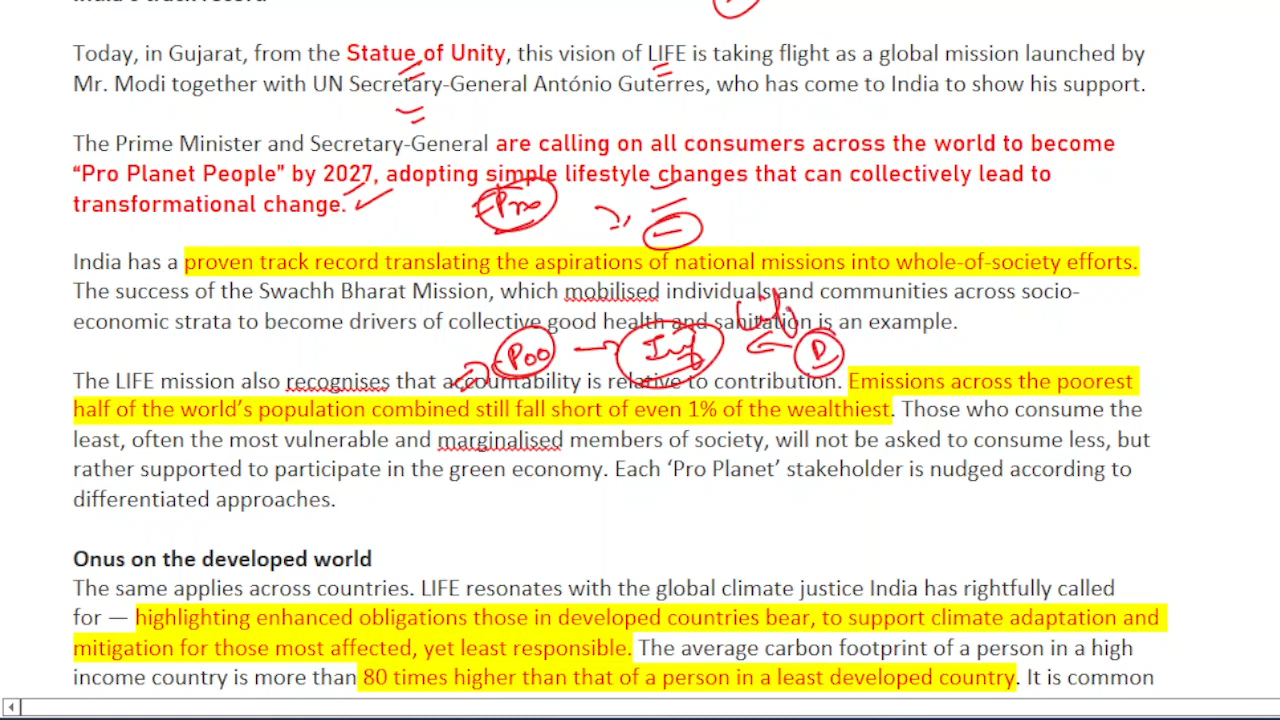 India's track record
Today, in Gujarat, from the Statue of Unity, this vision of LIFE is taking flight as a global mission launched by
Mr. Modi together with UN Secretary-General António Guterres, who has come to India to show his support.
The Prime Minister and Secretary-General are calling on all consumers across the world to become
“Pro Planet People” by 2027, adopting simple lifestyle changes that can collectively lead to
transformational change.
Pro
India has a proven track record translating the aspirations of national missions into whole-of-society efforts.
The success of the Swachh Bharat Mission, which mobilised individuals and communities across socio-
economic strata to become drivers of collective good health and sanitation is an example.
Poo
D
The LIFE mission also recognises that accountability is relative to contribution. Emissions across the poorest
half of the world’s population combined still fall short of even 1% of the wealthiest. Those who consume the
least, often the most vulnerable and marginalised members of society, will not be asked to consume less, but
rather supported to participate in the green economy. Each ‘Pro Planet’ stakeholder is nudged according to
differentiated approaches.
Onus on the developed world
The same applies across countries. LIFE resonates with the global climate justice India has rightfully called
for — highlighting enhanced obligations those in developed countries bear, to support climate adaptation and
mitigation for those most affected, yet least responsible. The average carbon footprint of a person in a high
income country is more than 80 times higher than that of a person in a least developed country. It is common